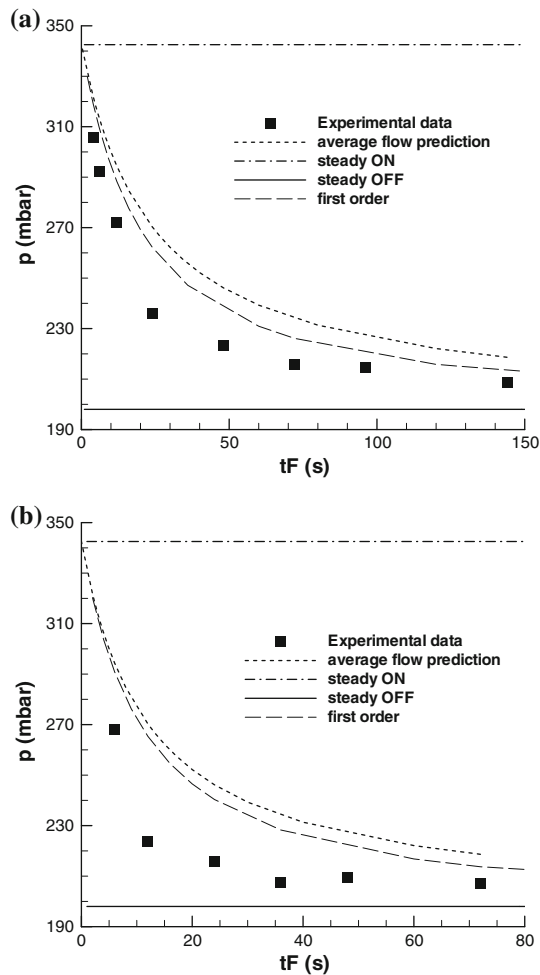 (a)
350
310
270
230
190
p (mbar)
Experimental data
average flow prediction
steady ON
steady OFF
first order
0
50
100
150
tF (s)
(b)
350
310
270
230
190
p (mbar)
Experimental data
average flow prediction
steady ON
steady OFF
first order
0
20
40
60
80
tF (s)